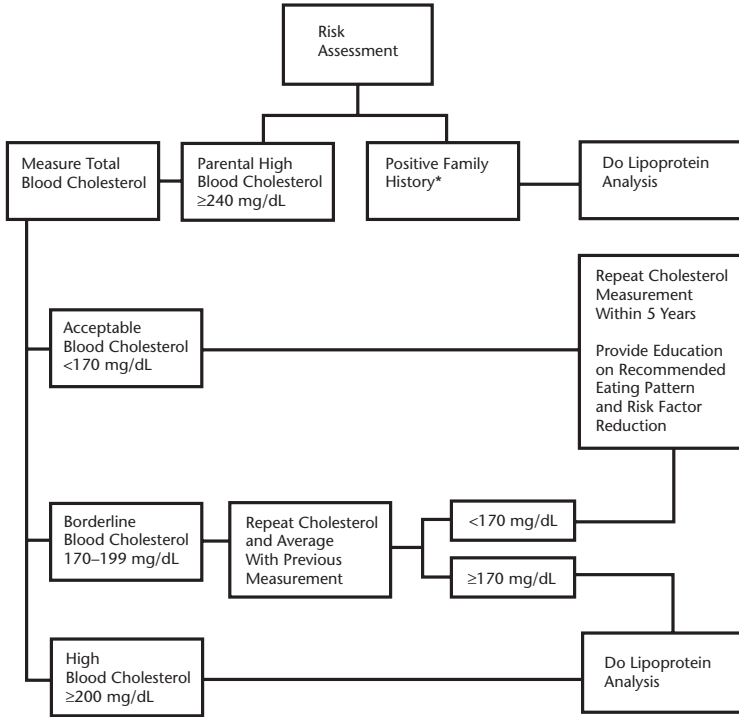 Risk
Assessment
Measure Total
Blood Cholesterol
Parental High
Blood Cholesterol
≥240 mg/dL
Positive Family
History*
Do Lipoprotein
Analysis
Acceptable
Blood Cholesterol
<170 mg/dL
Repeat Cholesterol
Measurement
Within 5 Years
Provide Education
on Recommended
Eating Pattern
and Risk Factor
Reduction
Borderline
Blood Cholesterol
170–199 mg/dL
Repeat Cholesterol
and Average
With Previous
Measurement
<170 mg/dL
≥170 mg/dL
High
Blood Cholesterol
≥200 mg/dL
Do Lipoprotein
Analysis